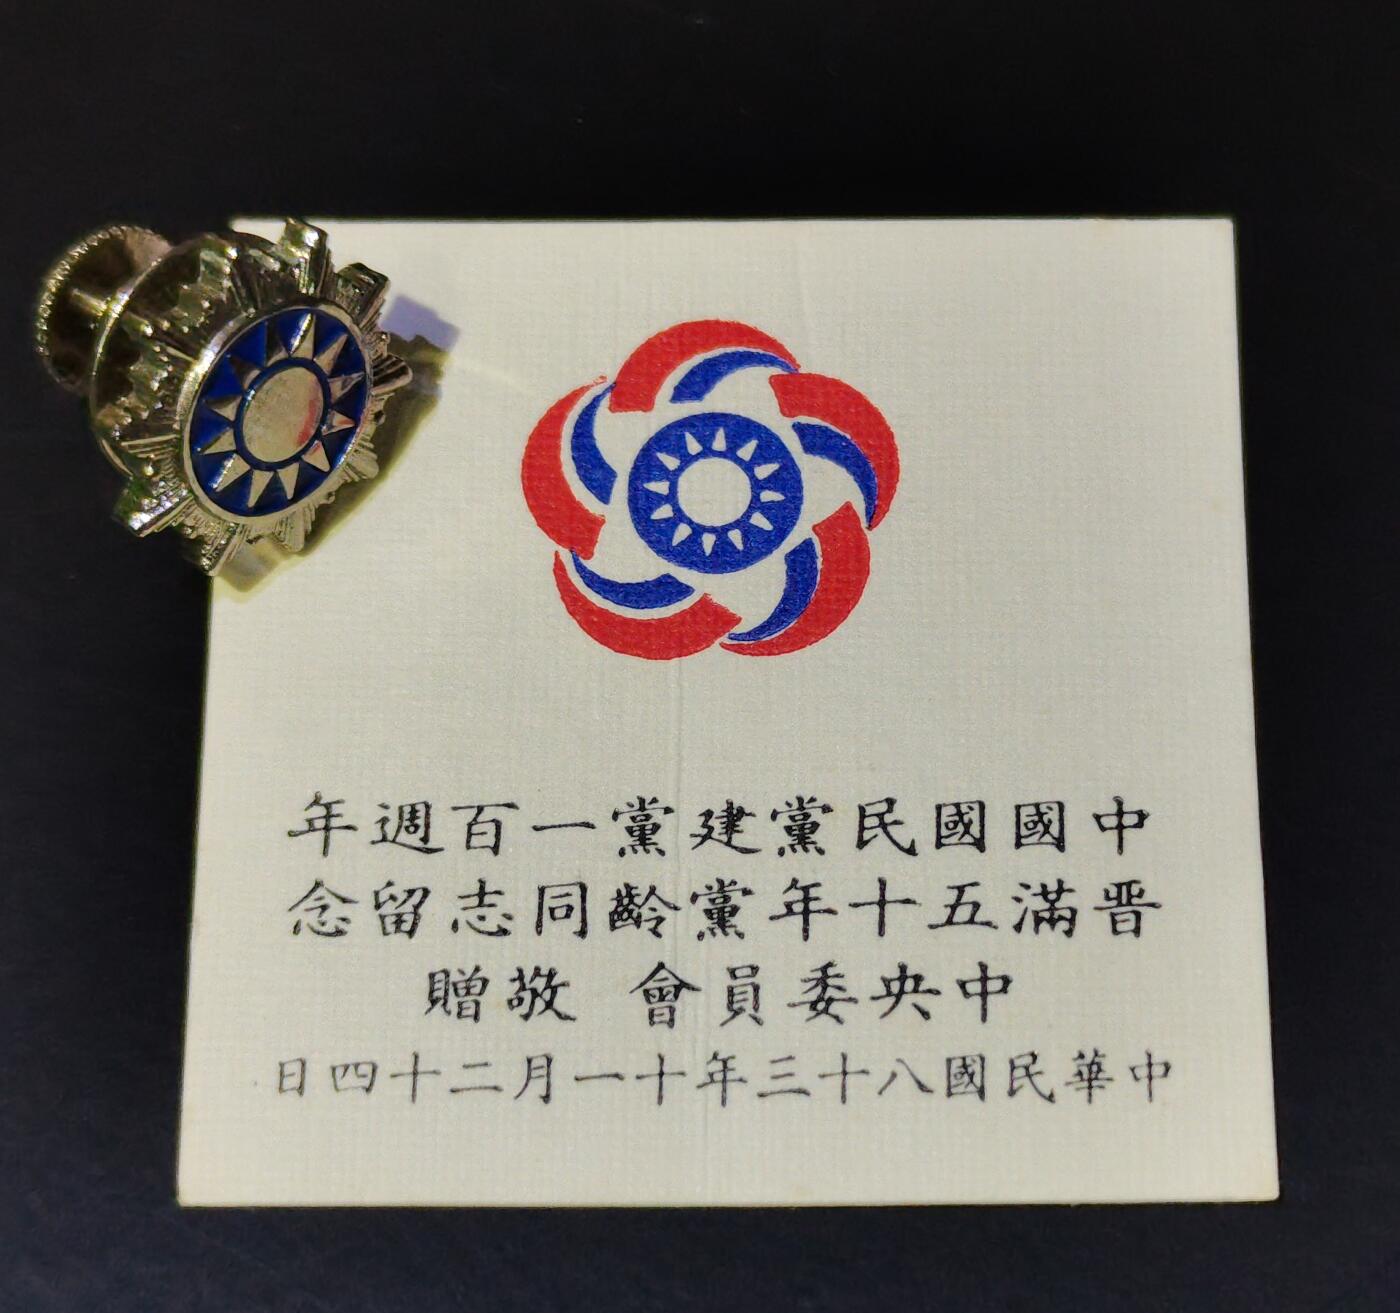 中國國民黨建黨一百週年
晋滿五十年黨齡同志留念
中央委員會 敬贈
中華民國八十三年十一月二十四日